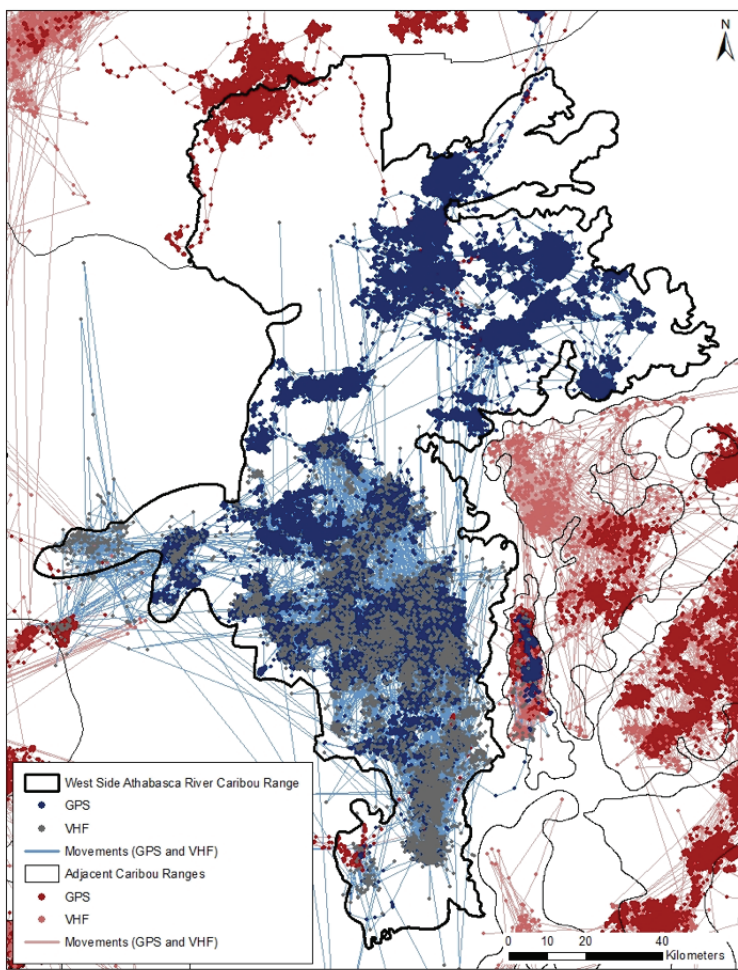 N
West Side Athabasca River Caribou Range
GPS
VHF
Movements (GPS and VHF)
Adjacent Caribou Ranges
GPS
VHF
Movements (GPS and VHF)
0 10 20 40
Kilometers